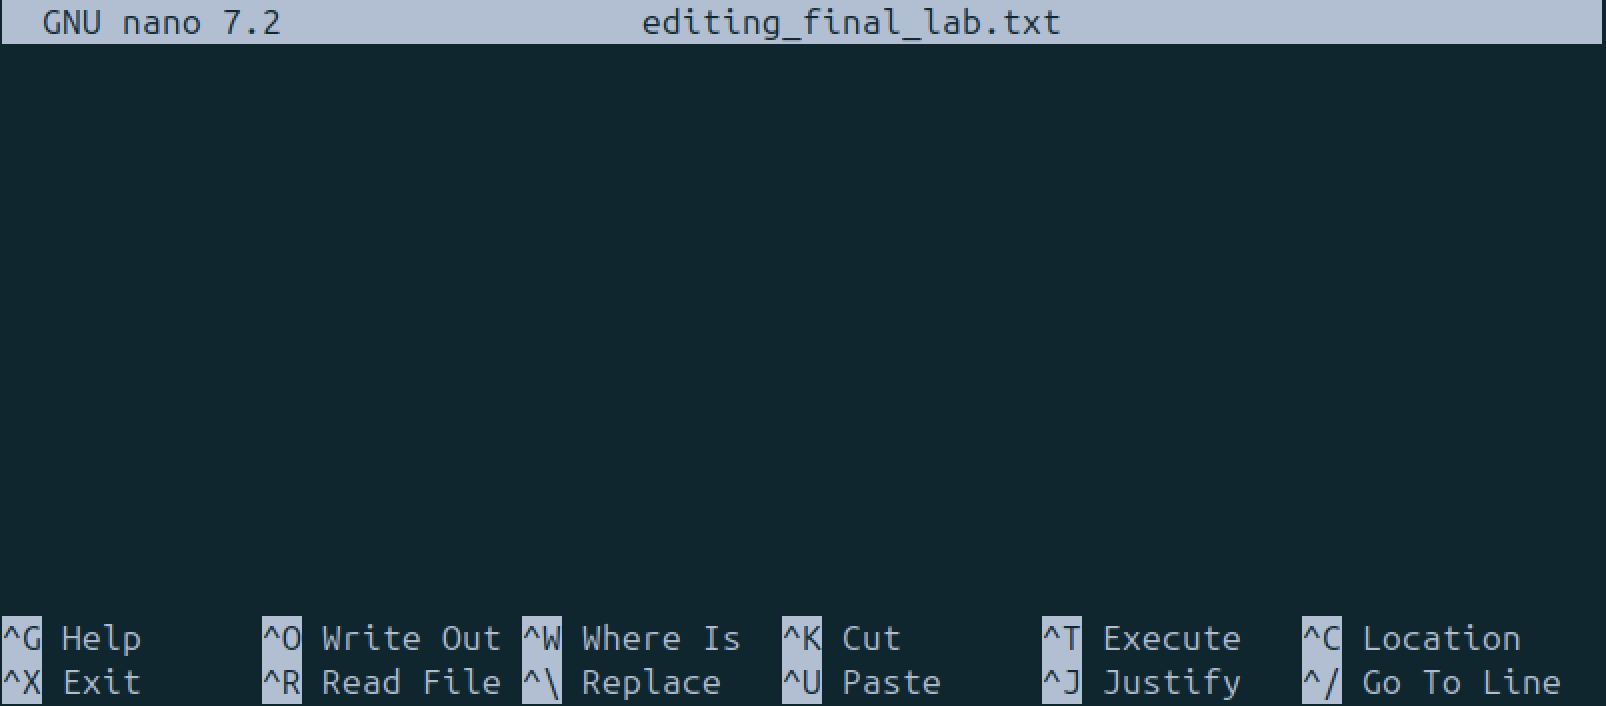 GNU nano 7.2 editing_final_lab.txt
^G Help ^O Write Out ^W Where Is ^K Cut ^T Execute ^C Location
^X Exit ^R Read File ^\ Replace ^U Paste ^J Justify ^/ Go To Line